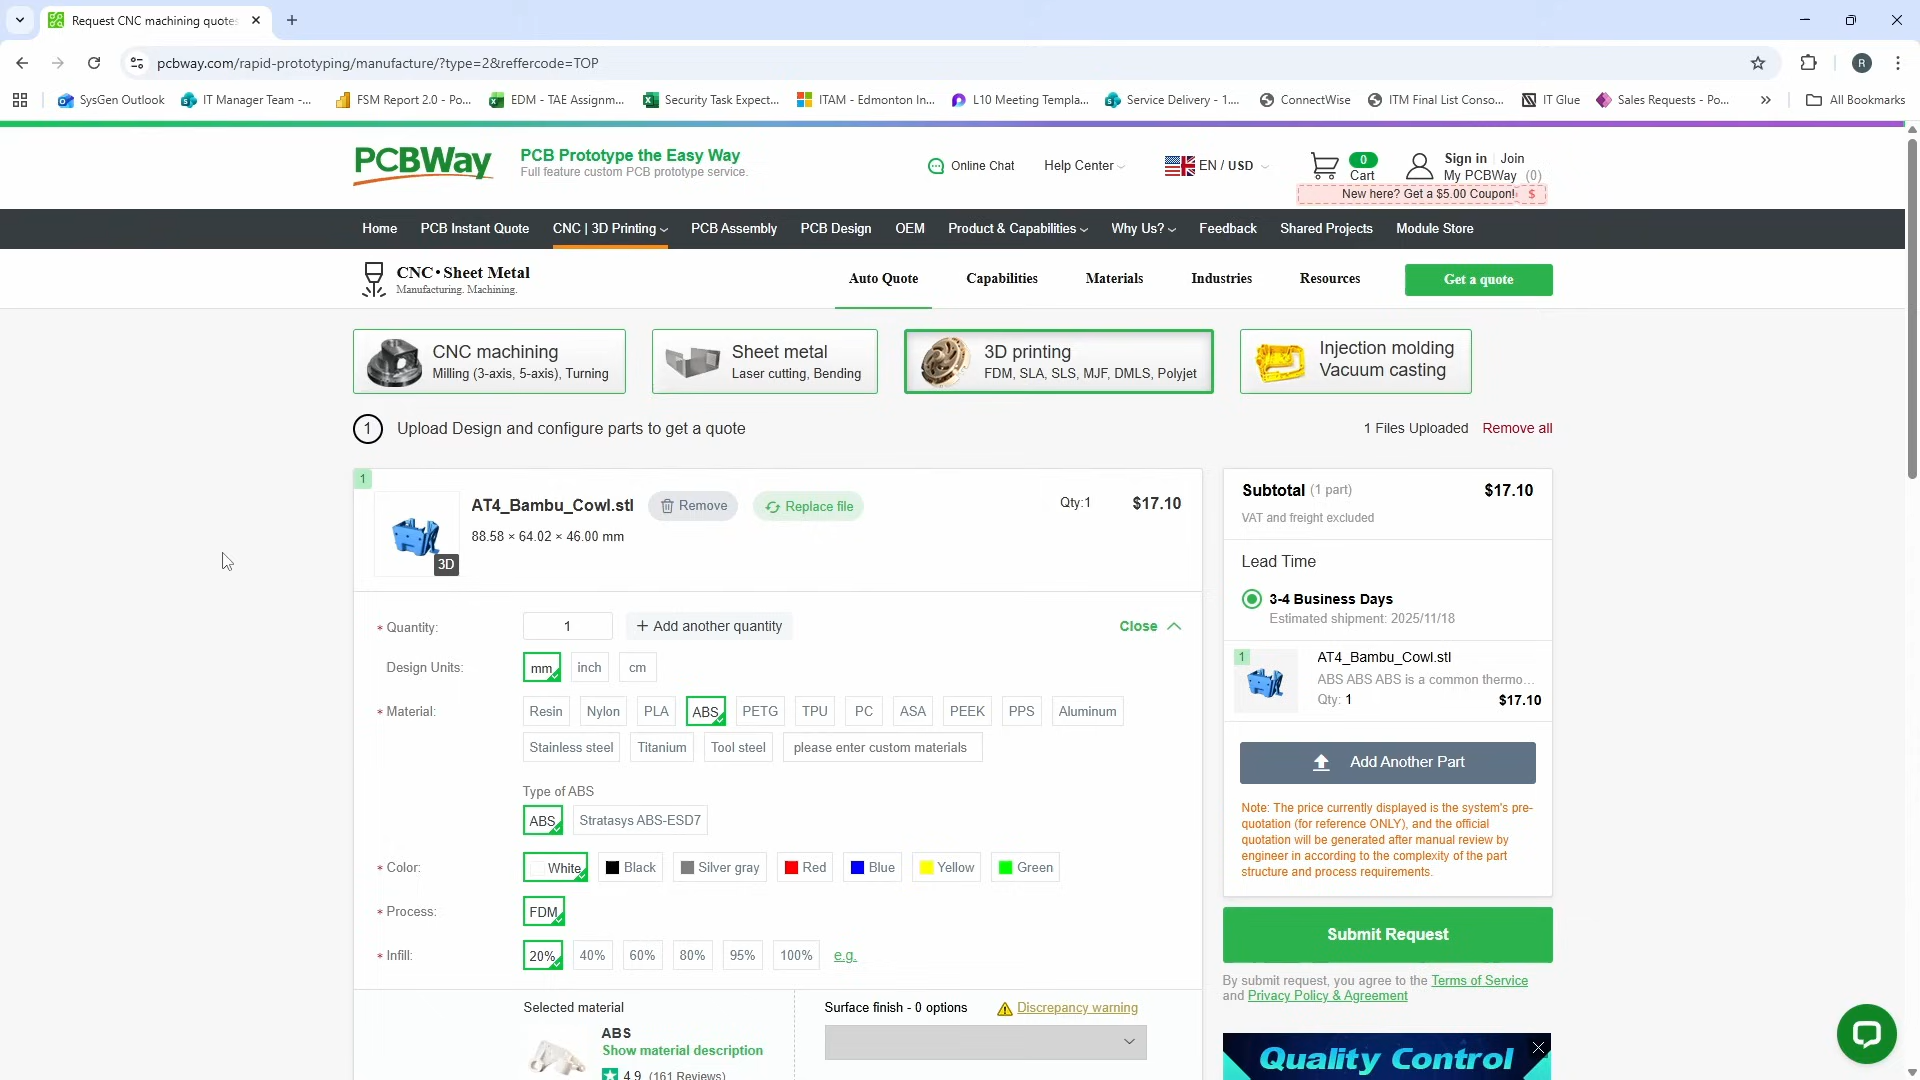 Request CNC machining quotes
pcbway.com/rapid-prototyping/manufacture/?type=2&reffercode=TOP
R
SysGen Outlook
IT Manager Team -...
FSM Report 2.0 - Po...
EDM - TAE Assignm...
Security Task Expect...
ITAM - Edmonton In...
L10 Meeting Templa...
Service Delivery - 1....
ConnectWise
ITM Final List Conso...
IT Glue
Sales Requests - Po...
All Bookmarks
PCBWay
PCB Prototype the Easy Way
Full feature custom PCB prototype service.
Online Chat
Help Center
EN / USD
0
Cart
Sign in Join
My PCBWay (0)
New here? Get a $5.00 Coupon! $
Home
PCB Instant Quote
CNC | 3D Printing
PCB Assembly
PCB Design
OEM
Product & Capabilities
Why Us?
Feedback
Shared Projects
Module Store
CNC•Sheet Metal
Manufacturing. Machining.
Auto Quote
Capabilities
Materials
Industries
Resources
Get a quote
CNC machining
Milling (3-axis, 5-axis), Turning
Sheet metal
Laser cutting, Bending
3D printing
FDM, SLA, SLS, MJF, DMLS, Polyjet
Injection molding
Vacuum casting
1 Upload Design and configure parts to get a quote
1 Files Uploaded Remove all
1
AT4_Bambu_Cowl.stl
Remove
Replace file
Qty:1
$17.10
88.58 × 64.02 × 46.00 mm
3D
* Quantity:
1
+ Add another quantity
Close
Design Units:
mm inch cm
* Material:
Resin Nylon PLA ABS PETG TPU PC ASA PEEK PPS Aluminum
Stainless steel Titanium Tool steel please enter custom materials
Type of ABS
ABS Stratasys ABS-ESD7
* Color:
White Black Silver gray Red Blue Yellow Green
* Process:
FDM
* Infill:
20% 40% 60% 80% 95% 100% e.g.
Selected material
ABS
Show material description
4.9 (161 Reviews)
Surface finish - 0 options
Discrepancy warning
Subtotal (1 part) $17.10
VAT and freight excluded
Lead Time
3-4 Business Days
Estimated shipment: 2025/11/18
1
AT4_Bambu_Cowl.stl
ABS ABS ABS is a common thermo...
Qty: 1 $17.10
Add Another Part
Note: The price currently displayed is the system's pre-
quotation (for reference ONLY), and the official
quotation will be generated after manual review by
engineer in according to the complexity of the part
structure and process requirements.
Submit Request
By submit request, you agree to the Terms of Service
and Privacy Policy & Agreement
Quality Control